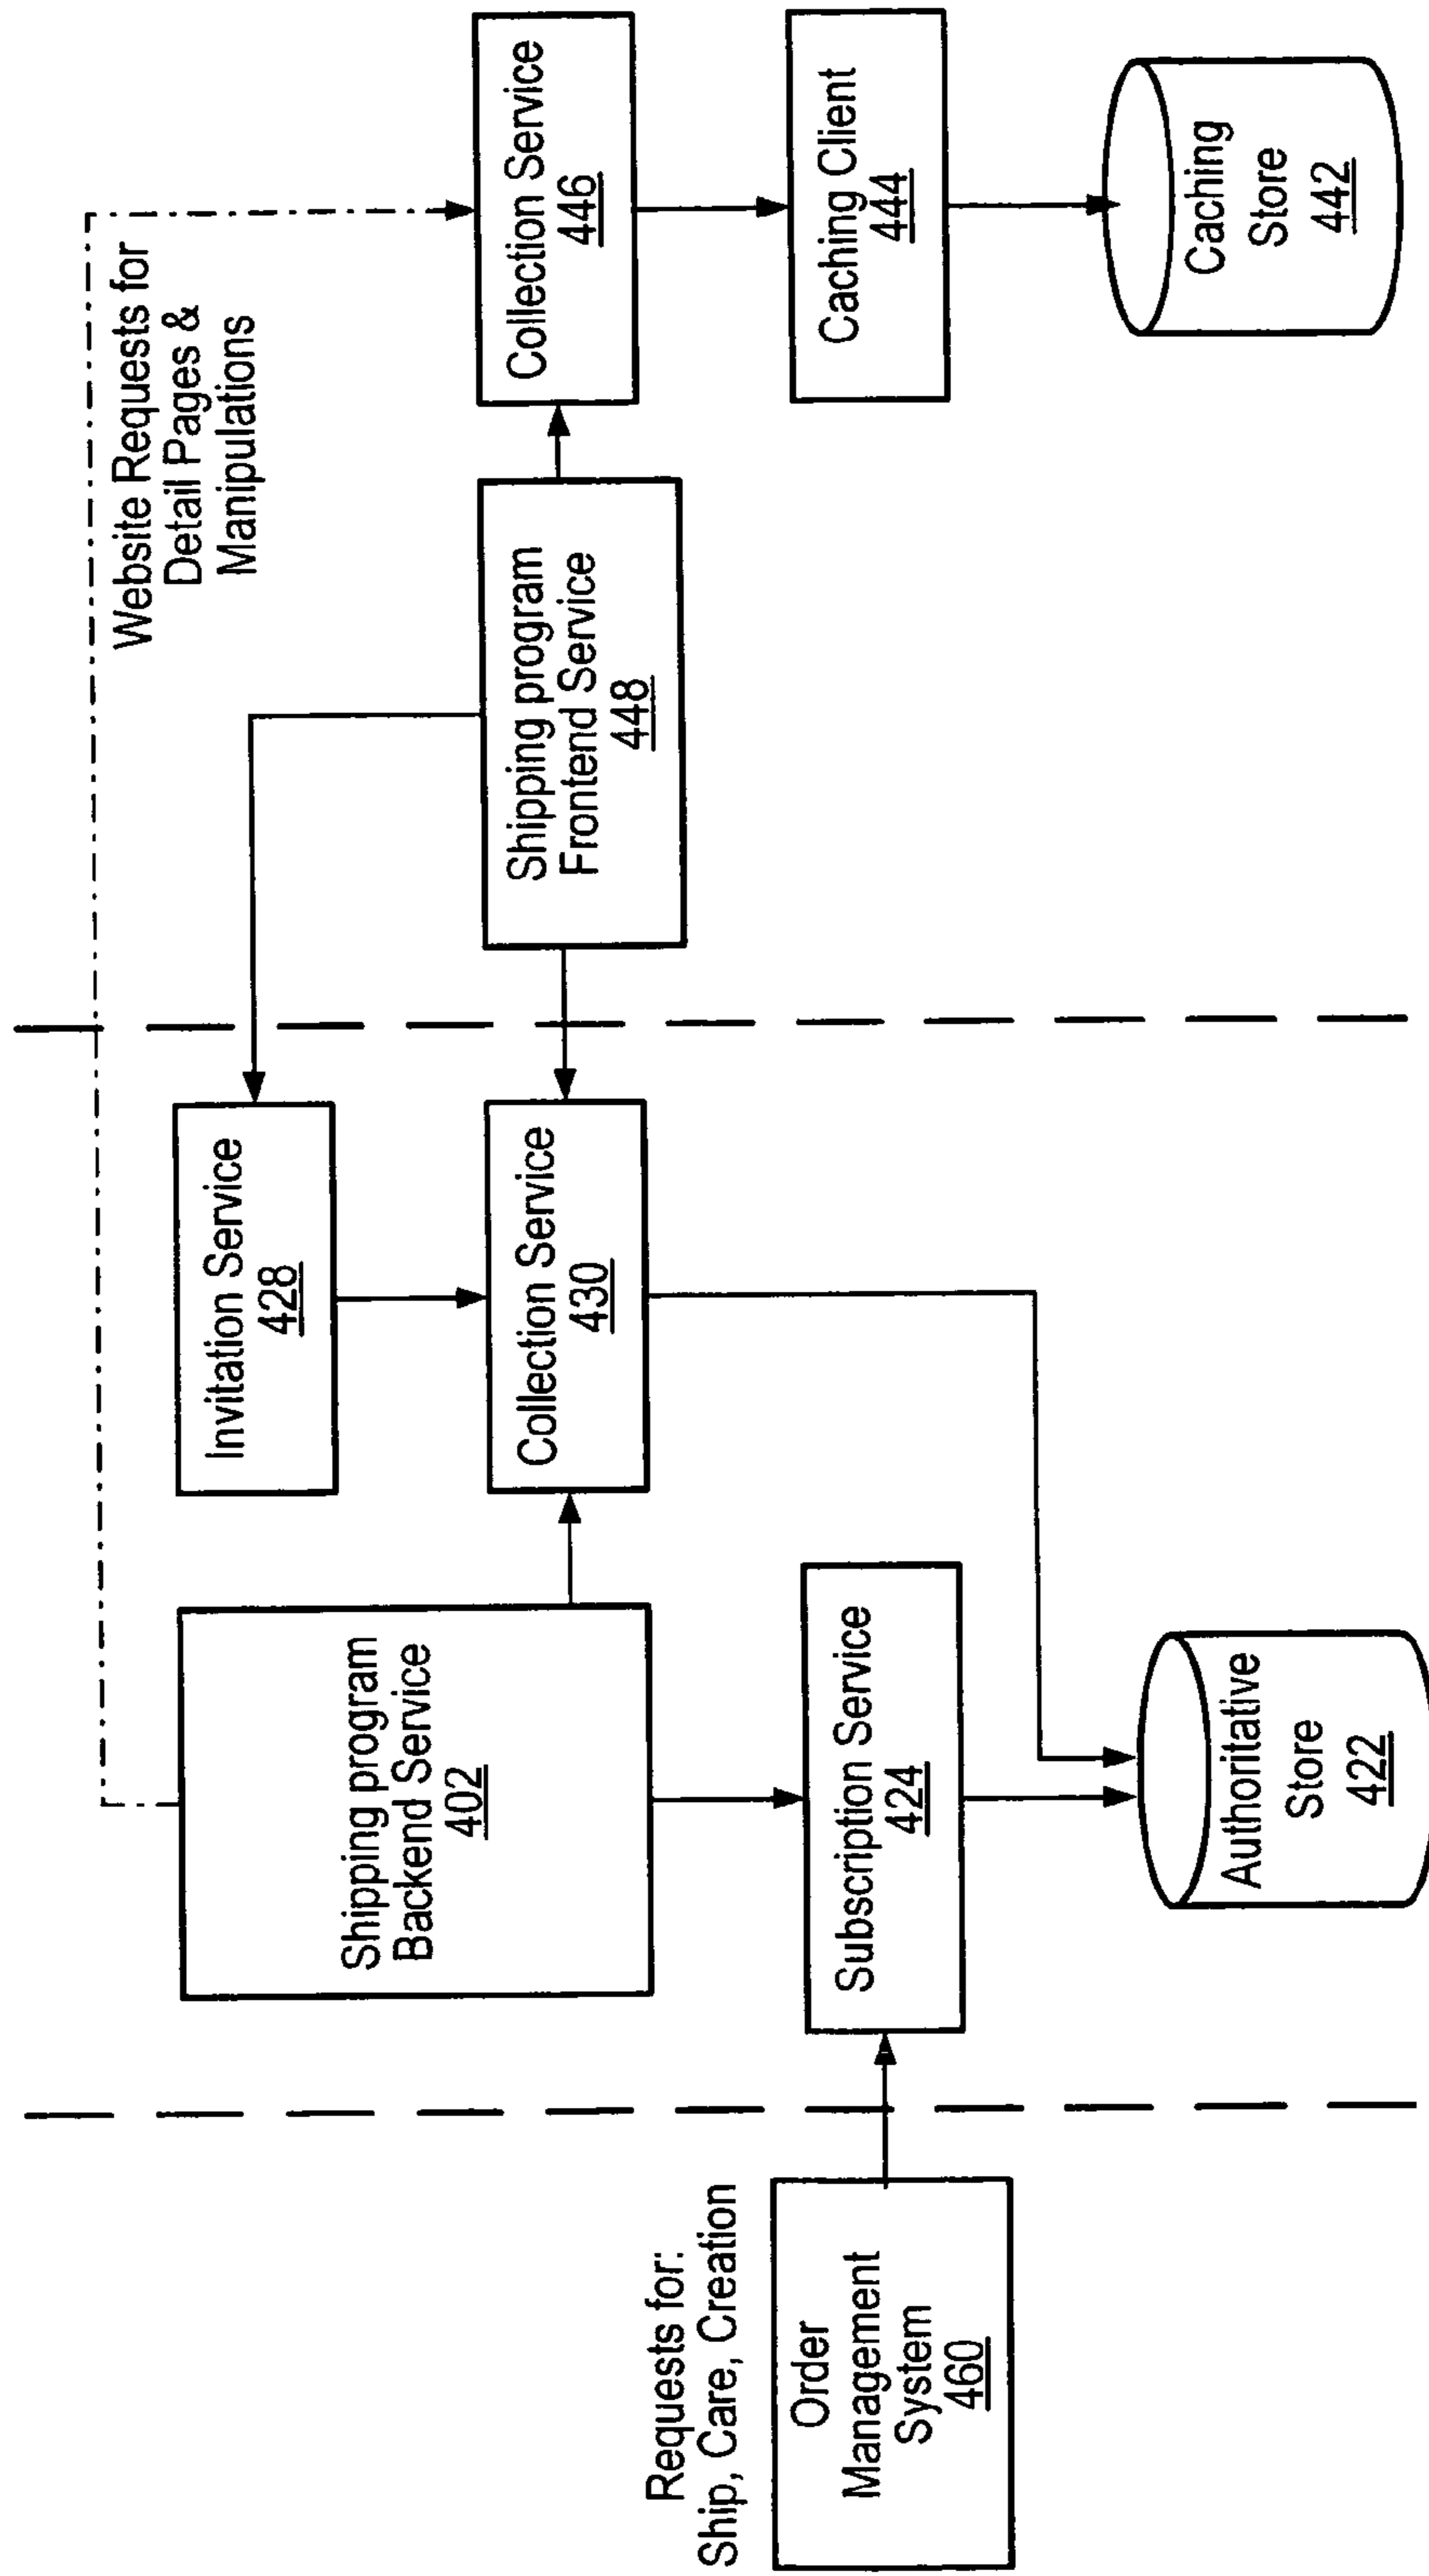 Website Requests for
Detail Pages &
Manipulations
Requests for:
Ship, Care, Creation
Order
Management
System
460
Shipping program
Backend Service
402
Subscription Service
424
Authoritative
Store
422
Invitation Service
428
Collection Service
430
Shipping program
Frontend Service
448
Collection Service
446
Caching Client
444
Caching
Store
442